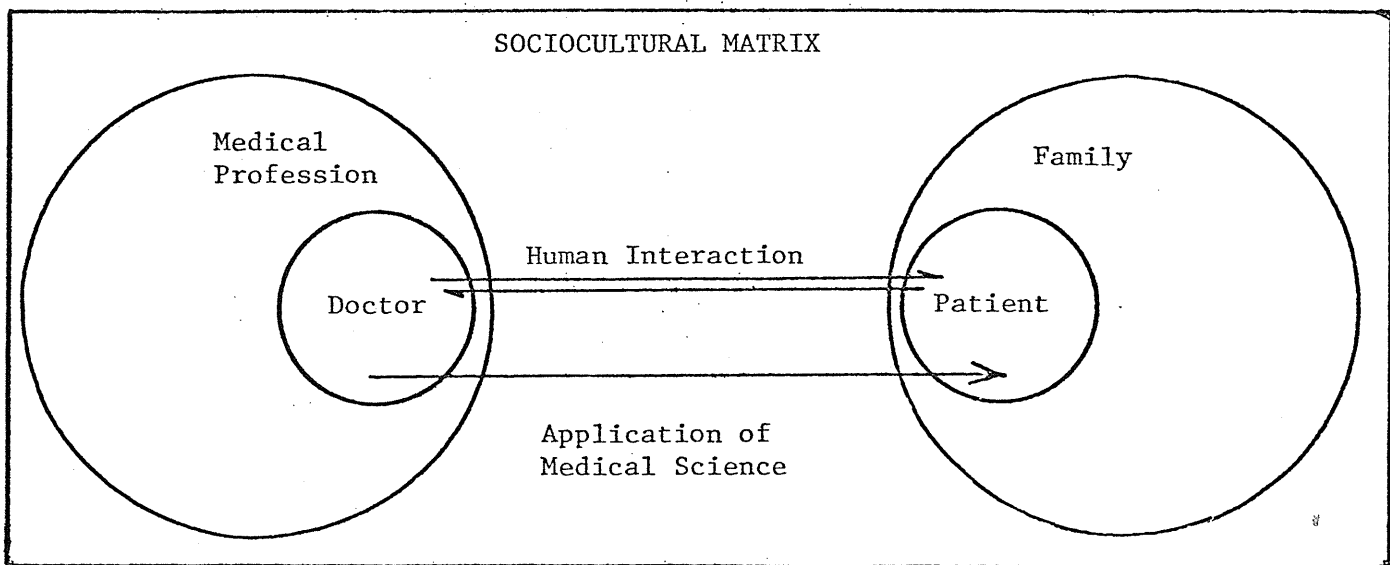 SOCIOCULTURAL MATRIX
Medical
Profession
Family
Human Interaction
Doctor
Patient
Application of
Medical Science